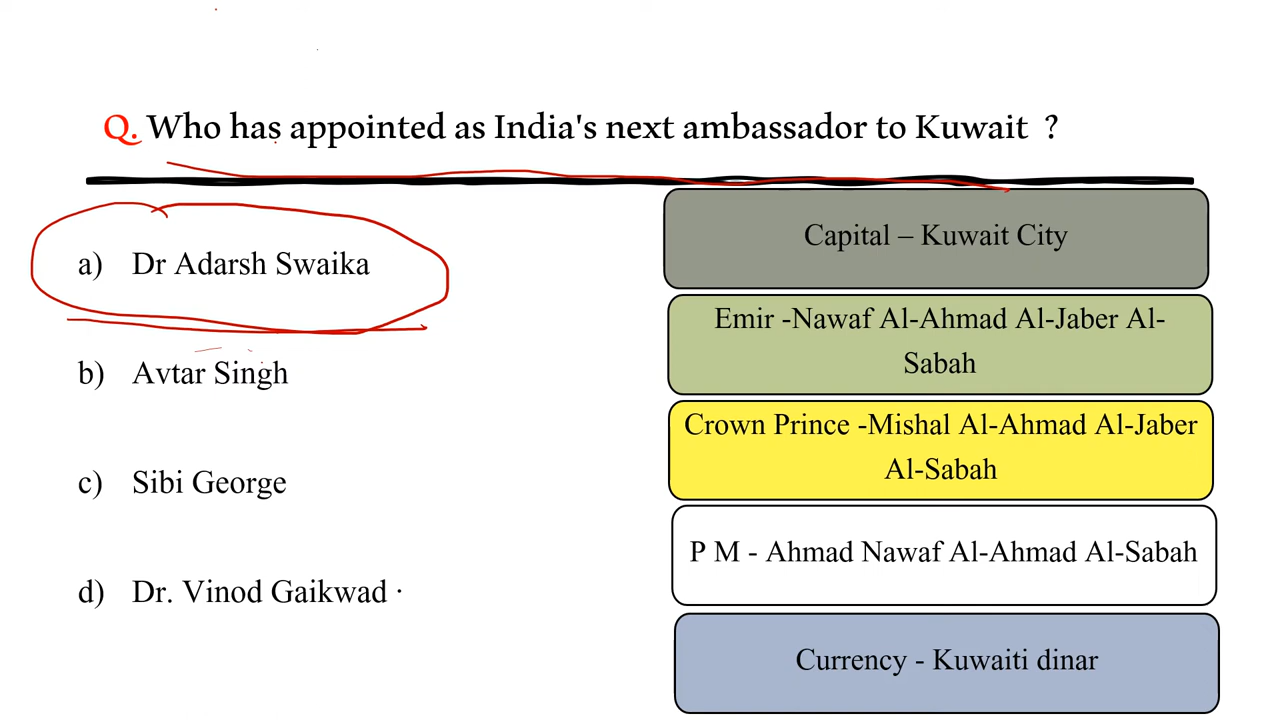 Q. Who has appointed as India's next ambassador to Kuwait ?
a) Dr Adarsh Swaika
b) Avtar Singh
c) Sibi George
d) Dr. Vinod Gaikwad ·
Capital – Kuwait City
Emir -Nawaf Al-Ahmad Al-Jaber Al-
Sabah
Crown Prince -Mishal Al-Ahmad Al-Jaber
Al-Sabah
P M - Ahmad Nawaf Al-Ahmad Al-Sabah
Currency - Kuwaiti dinar